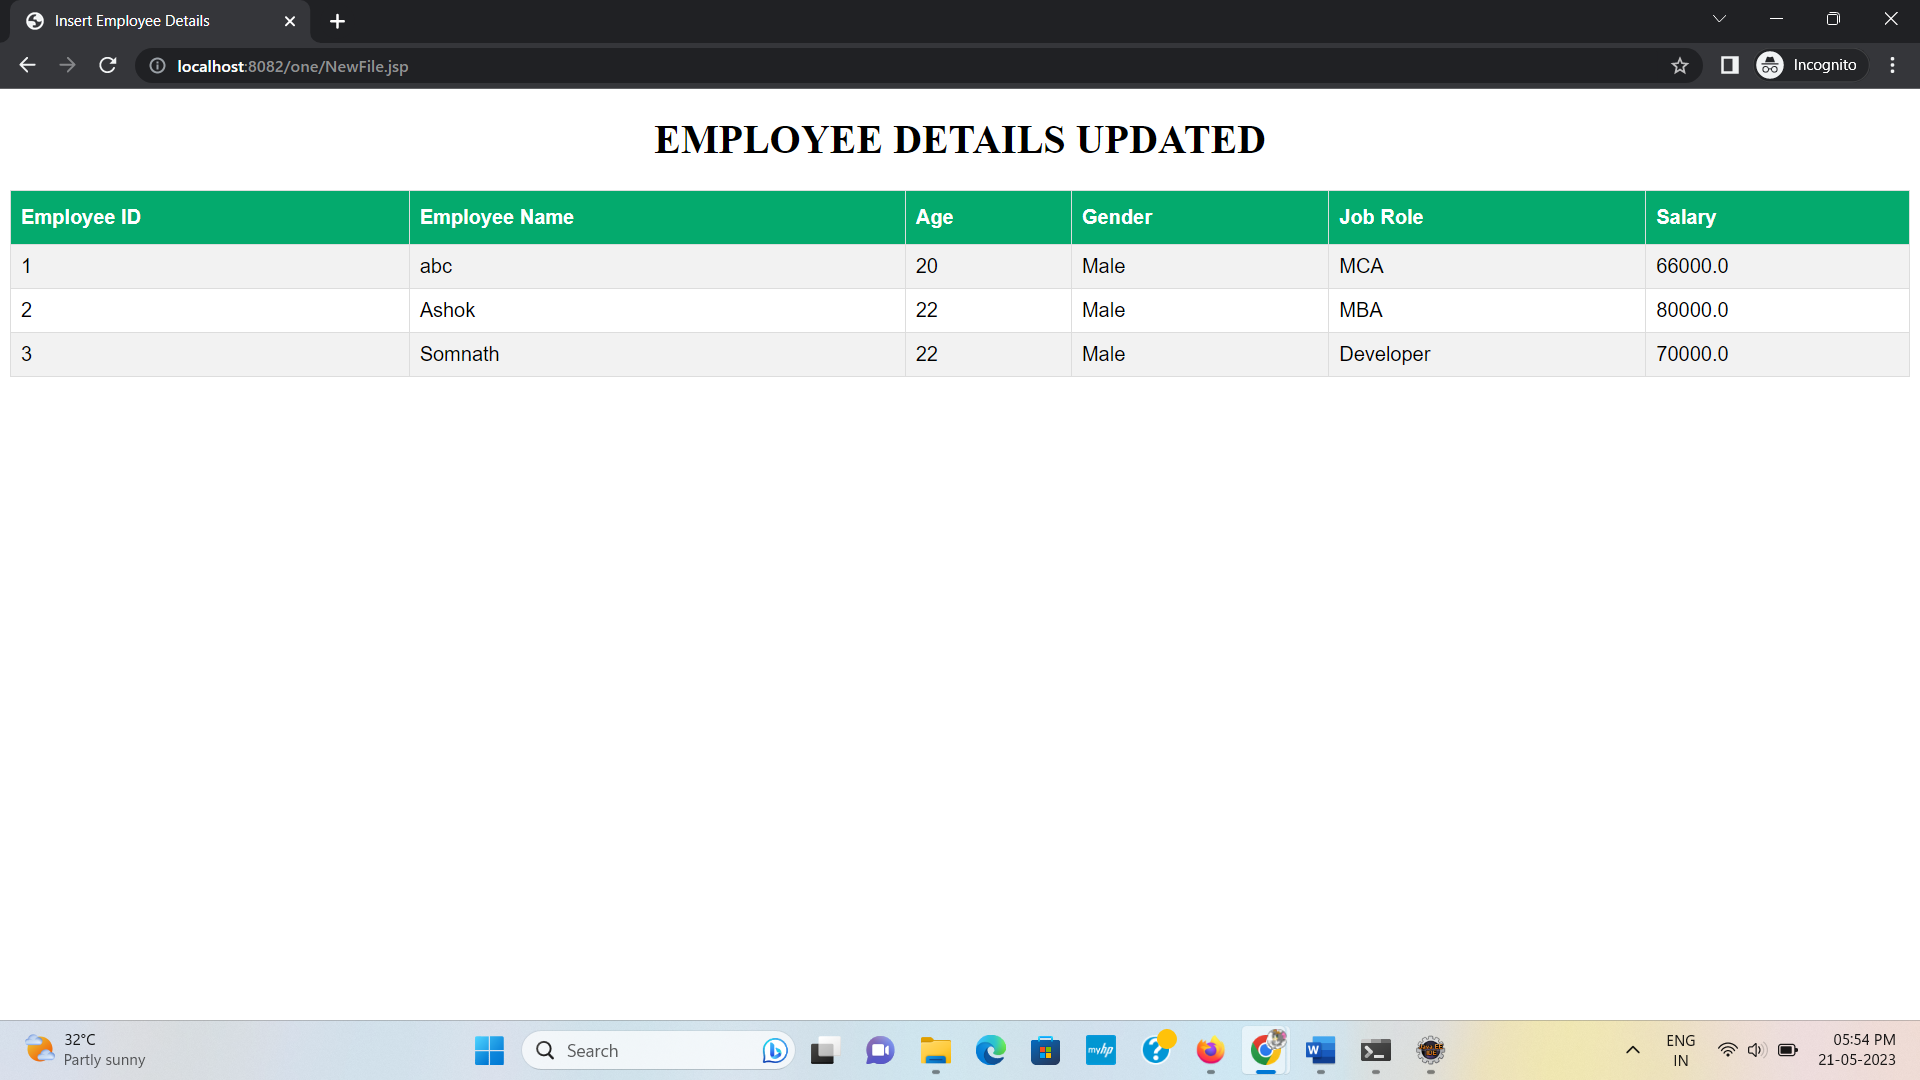 Insert Employee Details
localhost:8082/one/NewFile.jsp
Incognito
EMPLOYEE DETAILS UPDATED
Employee ID Employee Name Age Gender Job Role Salary
1 abc 20 Male MCA 66000.0
2 Ashok 22 Male MBA 80000.0
3 Somnath 22 Male Developer 70000.0
32°C
Partly sunny
Search
myhp
W
ENG
IN
05:54 PM
21-05-2023